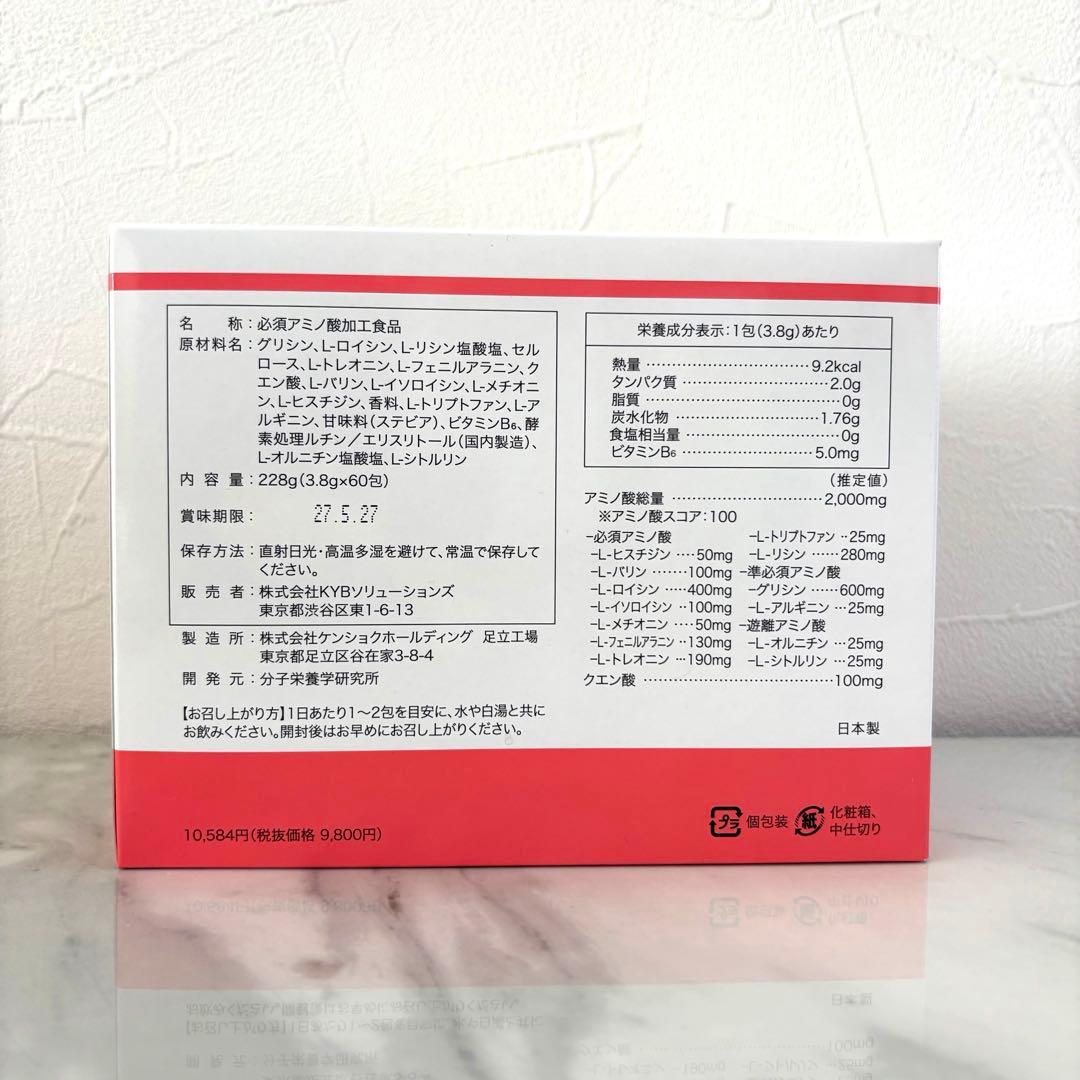 名 称：必須アミノ酸加工食品
原材料名：グリシン、L-ロイシン、L-リシン塩酸塩、セル
ロース、L-トレオニン、L-フェニルアラニン、ク
エン酸、L-バリン、L-イソロイシン、L-メチオニ
ン、L-ヒスチジン、香料、L-トリプトファン、L-ア
ルギニン、甘味料（ステビア）、ビタミンB₆、酵
素処理ルチン／エリスリトール（国内製造）、
L-オルニチン塩酸塩、L-シトルリン
内 容 量：228g（3.8g×60包）
賞味期限： 27.5.27
保存方法：直射日光・高温多湿を避けて、常温で保存して
ください。
販 売 者：株式会社KYBソリューションズ
東京都渋谷区東1-6-13
製 造 所：株式会社ケンショクホールディング 足立工場
東京都足立区谷在家3-8-4
開 発 元：分子栄養学研究所
【お召し上がり方】1日あたり1〜2包を目安に、水や白湯と共に
お飲みください。開封後はお早めにお召し上がりください。
栄養成分表示：1包（3.8g）あたり
熱量 ……………………………9.2kcal
タンパク質 ………………………2.0g
脂質 ………………………………0g
炭水化物 ………………………1.76g
食塩相当量 ………………………0g
ビタミンB₆ ……………………5.0mg
（推定値）
アミノ酸総量 …………………………2,000mg
※アミノ酸スコア：100
−必須アミノ酸
−L-ヒスチジン ‥‥50mg
−L-バリン ‥‥‥‥100mg
−L-ロイシン ‥‥‥400mg
−L-イソロイシン ‥100mg
−L-メチオニン ‥‥50mg
−L-フェニルアラニン ‥130mg
−L-トレオニン …190mg
−L-トリプトファン ‥25mg
−L-リシン ……280mg
−準必須アミノ酸
−グリシン ……600mg
−L-アルギニン …25mg
−遊離アミノ酸
−L-オルニチン …25mg
−L-シトルリン …25mg
クエン酸 …………………………………100mg
日本製
10,584円（税抜価格 9,800円）
プラ 個包装 紙 化粧箱、
中仕切り